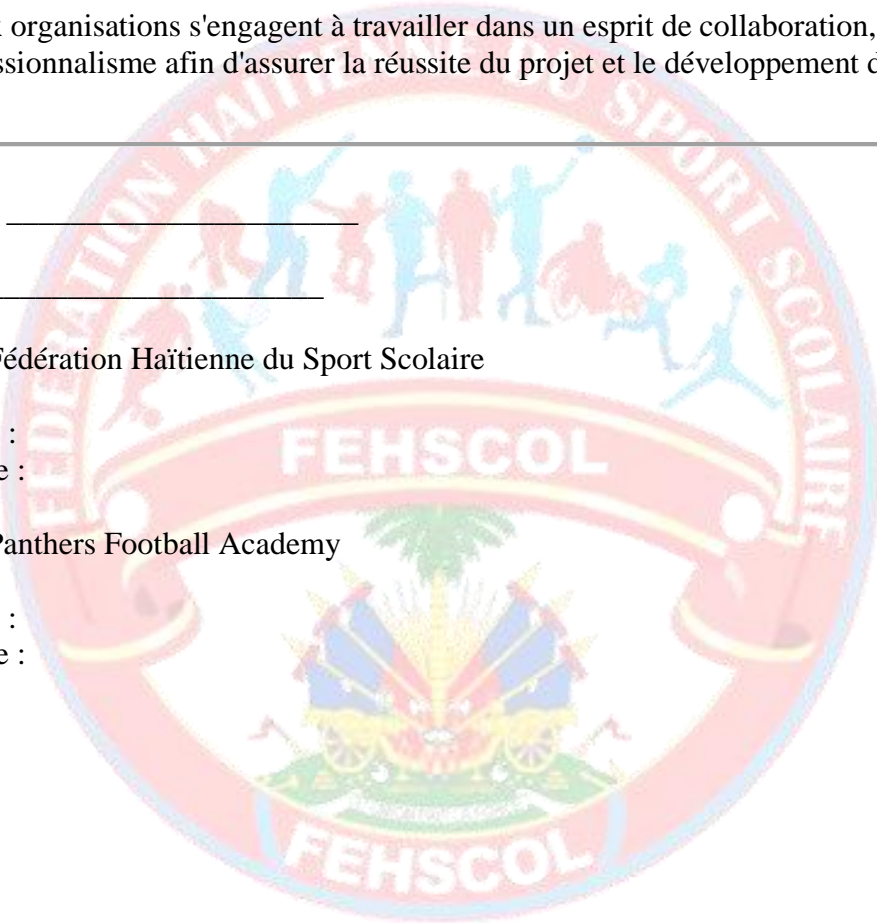 organisations s'engagent à travailler dans un esprit de collaboration,
ssionnalisme afin d'assurer la réussite du projet et le développement d
FEDERATION HAITIENNE DU SPORT SCOLAIRE
édération Haïtienne du Sport Scolaire
:
e :
FEHSCOL
Panthers Football Academy
:
e :
FEHSCOL